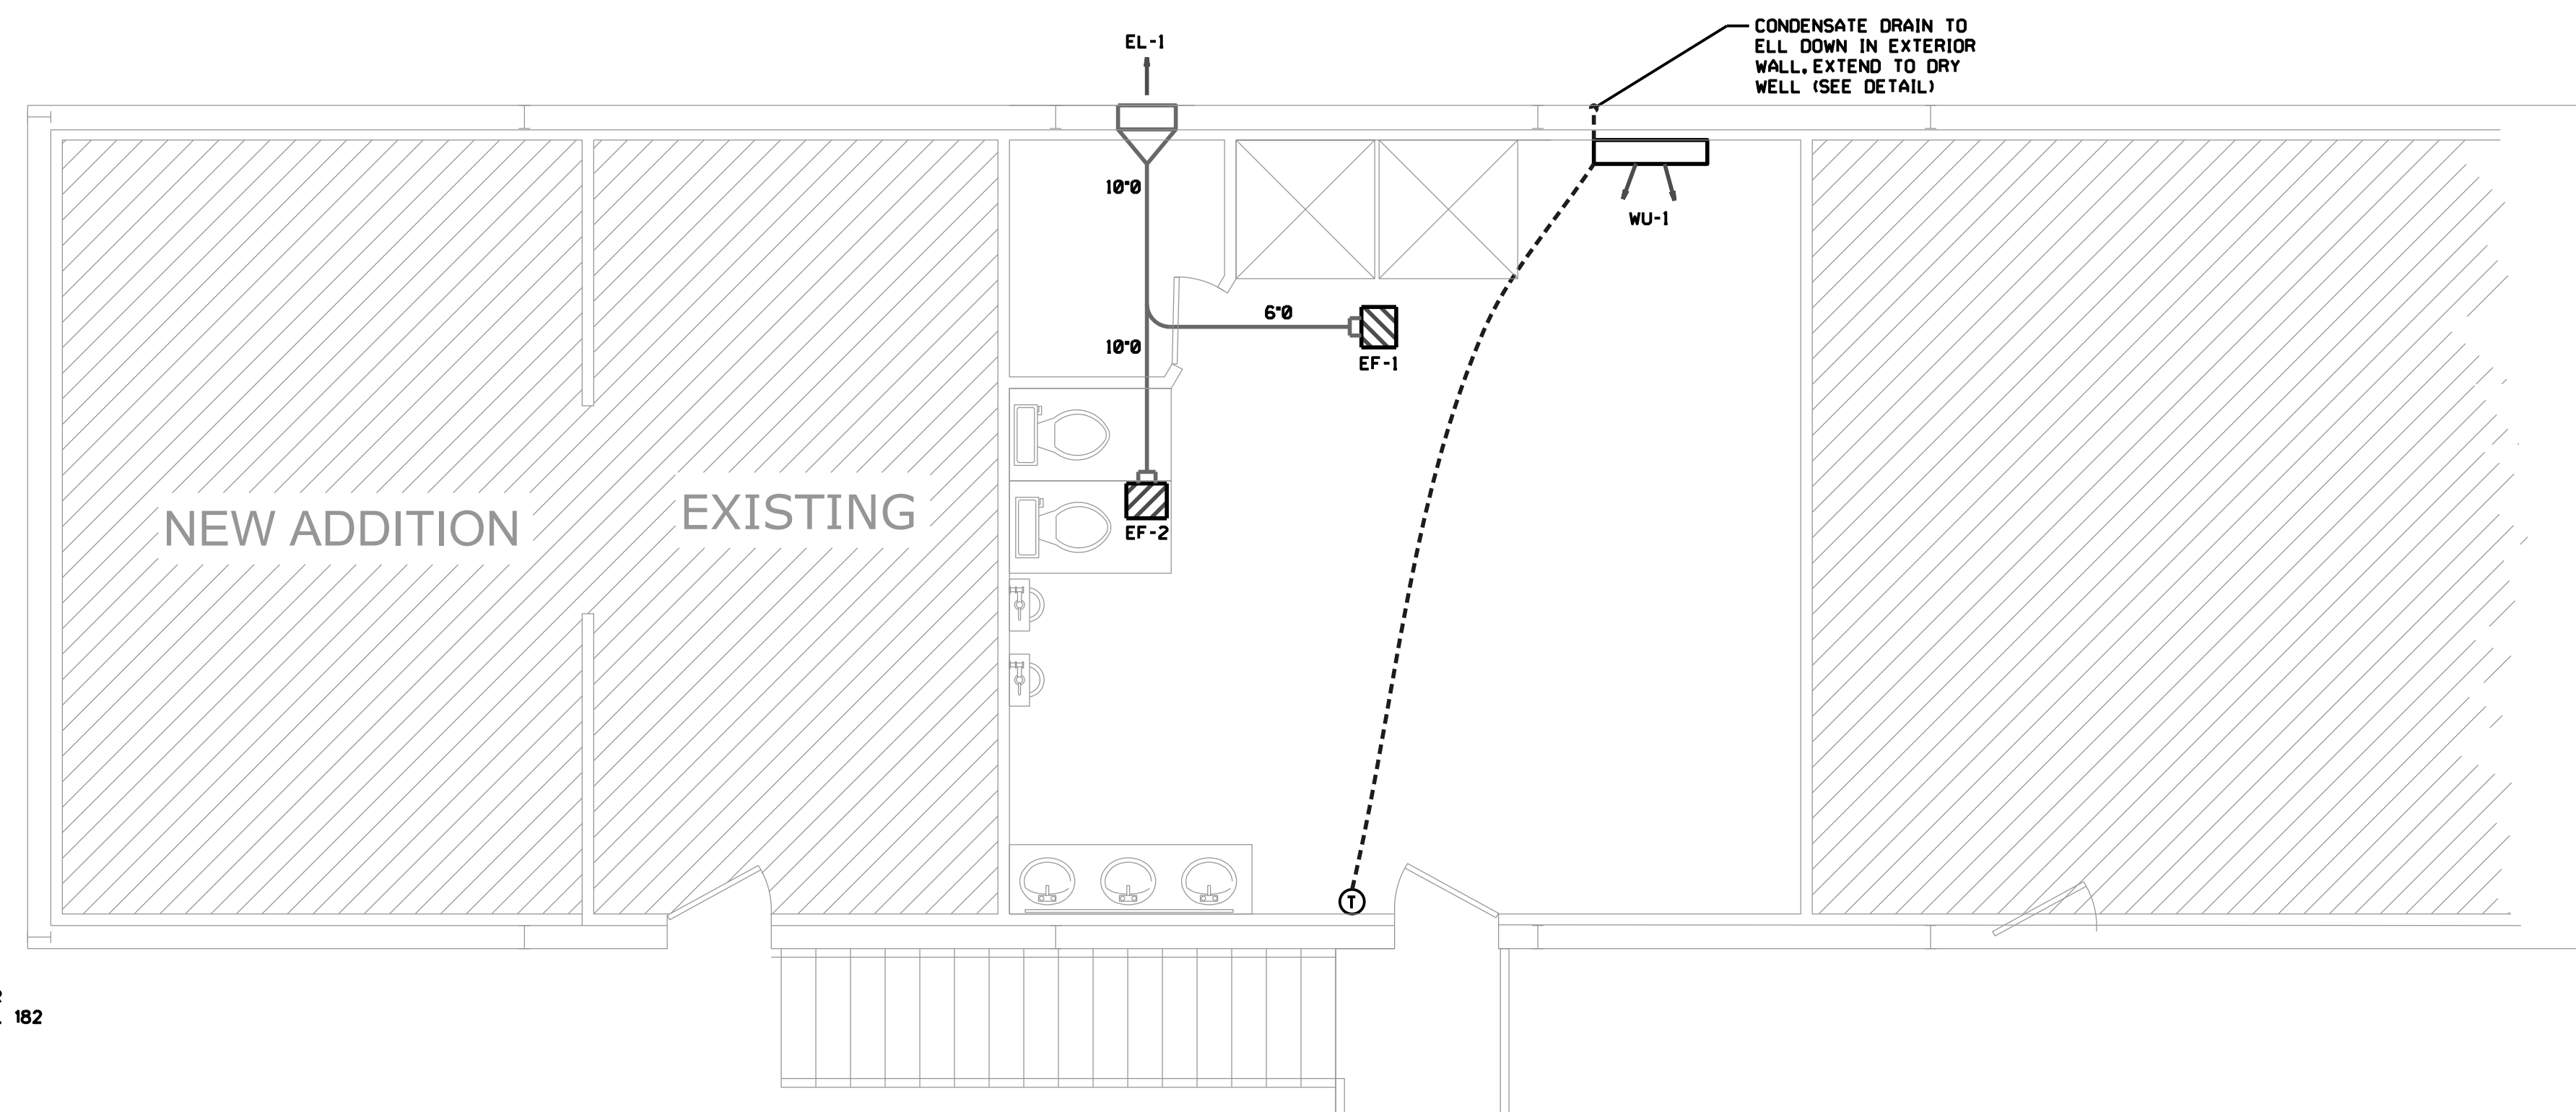 CONDENSATE DRAIN TO
ELL DOWN IN EXTERIOR
WALL, EXTEND TO DRY
WELL (SEE DETAIL)
EL-1
10"Ø
WU-1
6"Ø
10"Ø
EF-1
EXISTING
NEW ADDITION
EF-2
T
182